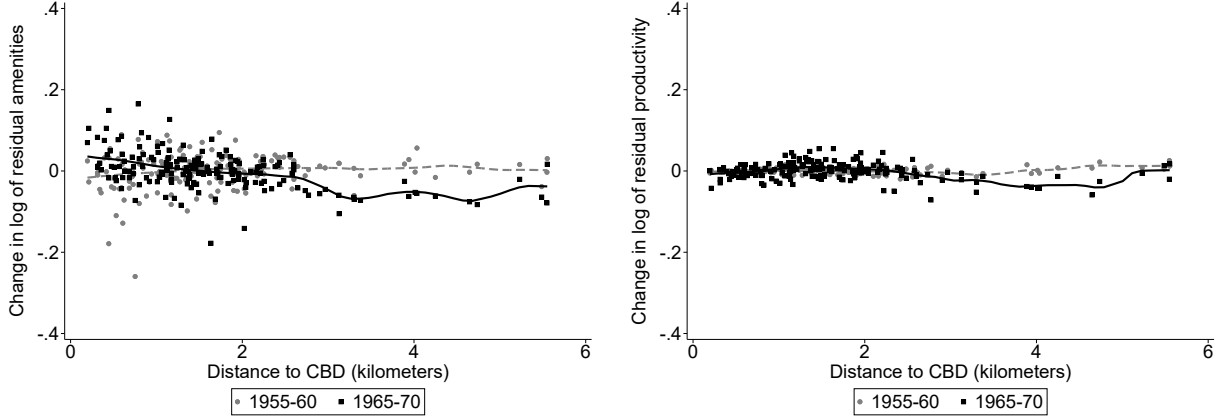 Change in log of residual amenities
.4
.2
0
-.2
-.4
0 2 4 6
Distance to CBD (kilometers)
1955-60 1965-70
Change in log of residual productivity
.4
.2
0
-.2
-.4
0 2 4 6
Distance to CBD (kilometers)
1955-60 1965-70